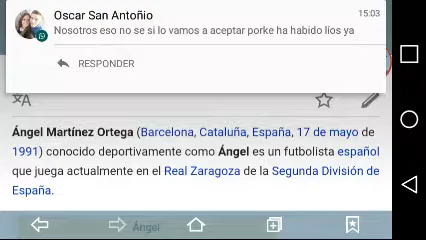 Oscar San Antoñio 15:03
Nosotros eso no se si lo vamos a aceptar porke ha habido líos ya
RESPONDER
Ángel Martínez Ortega (Barcelona, Cataluña, España, 17 de mayo de
1991) conocido deportivamente como Ángel es un futbolista español
que juega actualmente en el Real Zaragoza de la Segunda División de
España.
Ángel